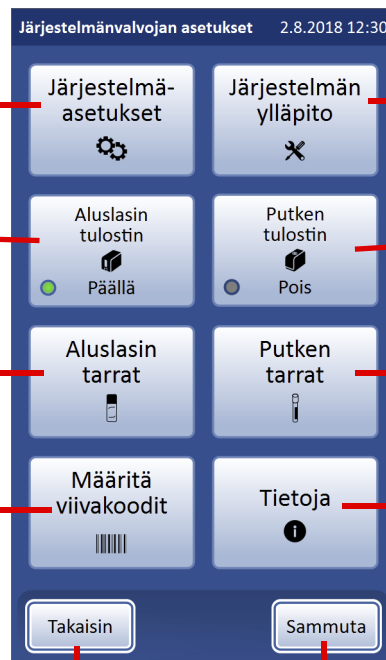 Järjestelmänvalvojan asetukset 2.8.2018 12:30
Järjestelmä-
asetukset
Järjestelmän
ylläpito
Aluslasin
tulostin
Päällä
Putken
tulostin
Pois
Aluslasin
tarrat
Putken
tarrat
Määritä
viivakoodit
Tietoja
Takaisin
Sammuta